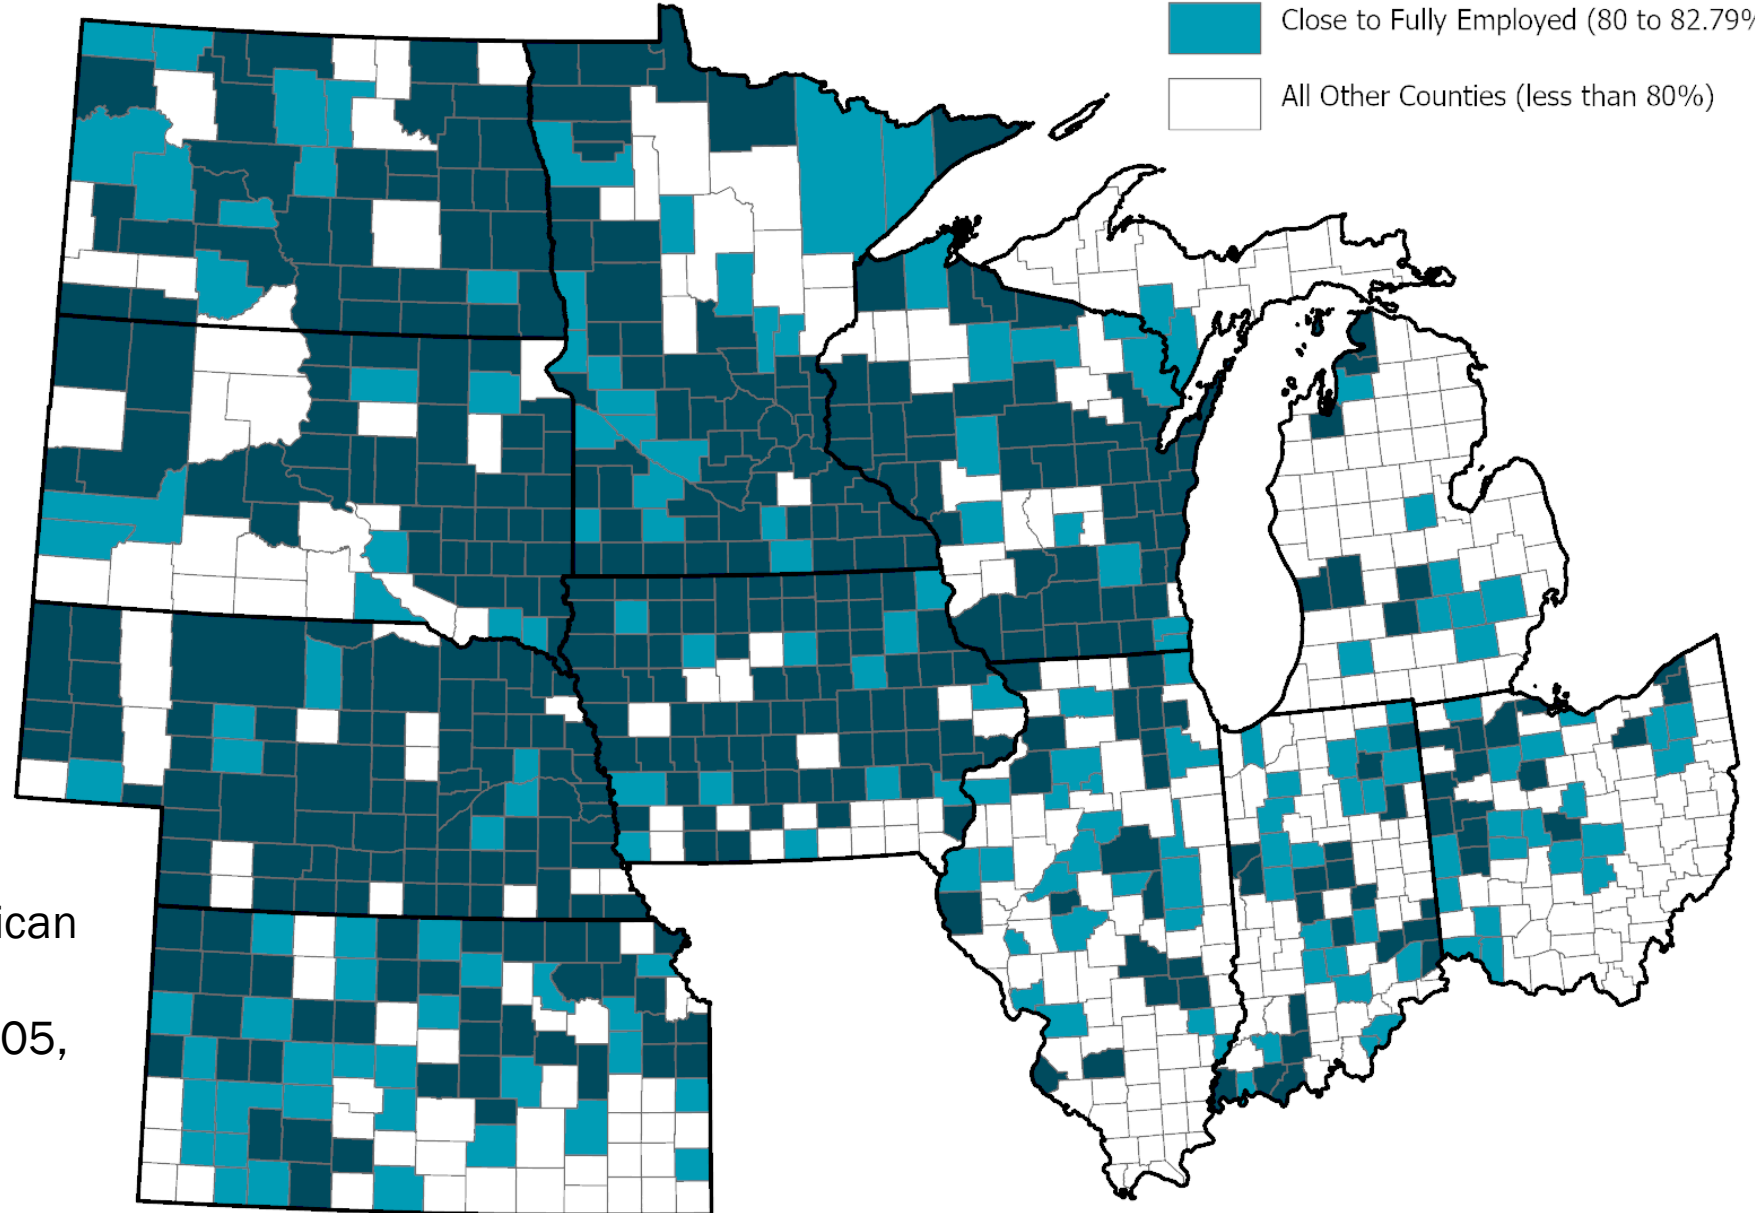 Close to Fully Employed (80 to 82.79%
All Other Counties (less than 80%)
ican
05,